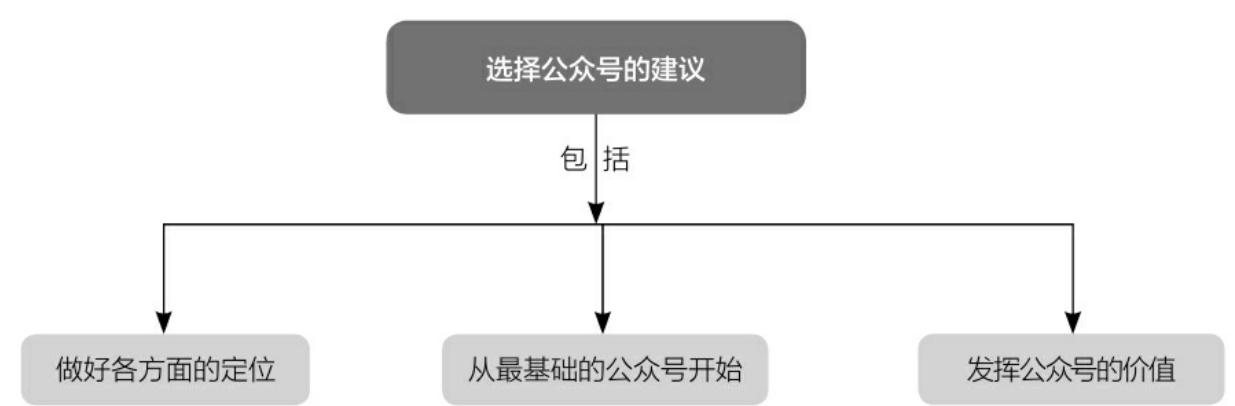 选择公众号的建议
包括
做好各方面的定位
从最基础的公众号开始
发挥公众号的价值